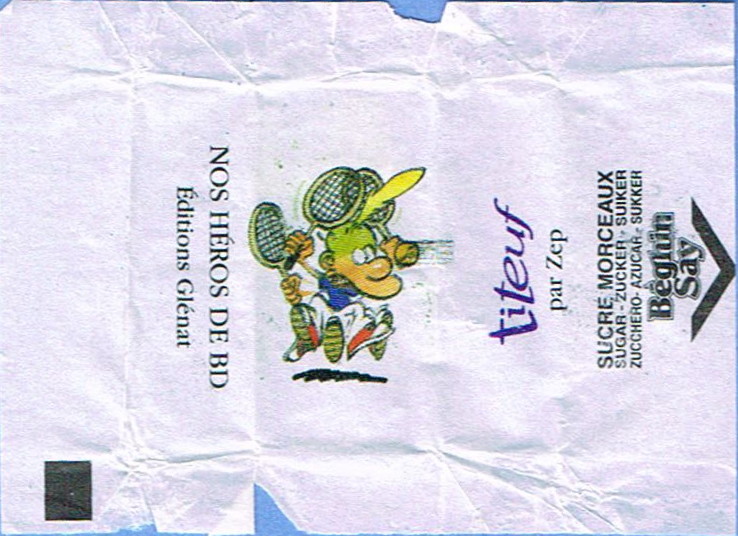 NOS HÉROS DE BD
Éditions Glénat
titeuf
par Zep
SUCRE MORCEAUX
SUGAR - ZUCKER - SUIKER
ZUCCHERO - AZUCAR - SUKKER
Béghin
Say